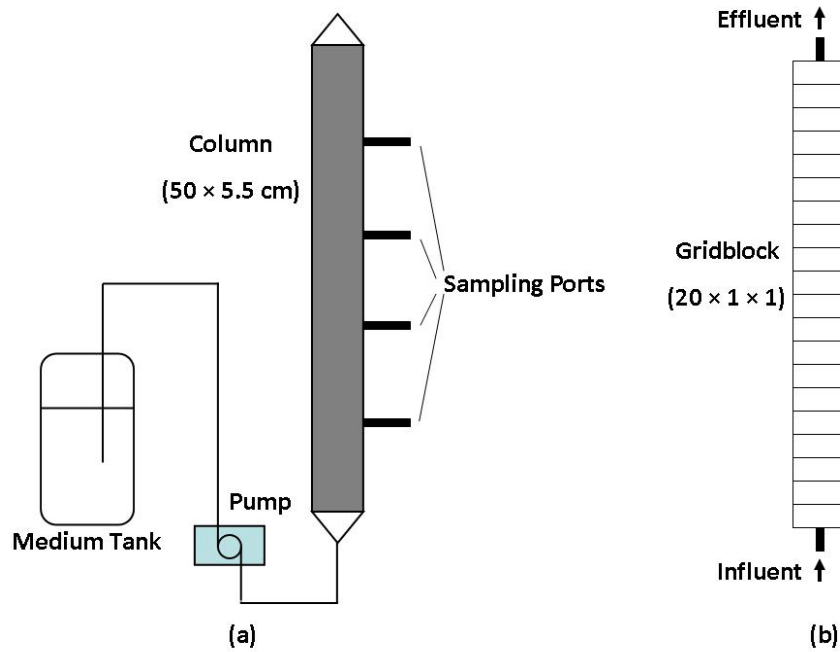 Column
(50 × 5.5 cm)
Sampling Ports
Medium Tank
Pump
(a)
Effluent
Gridblock
(20 × 1 × 1)
Influent
(b)